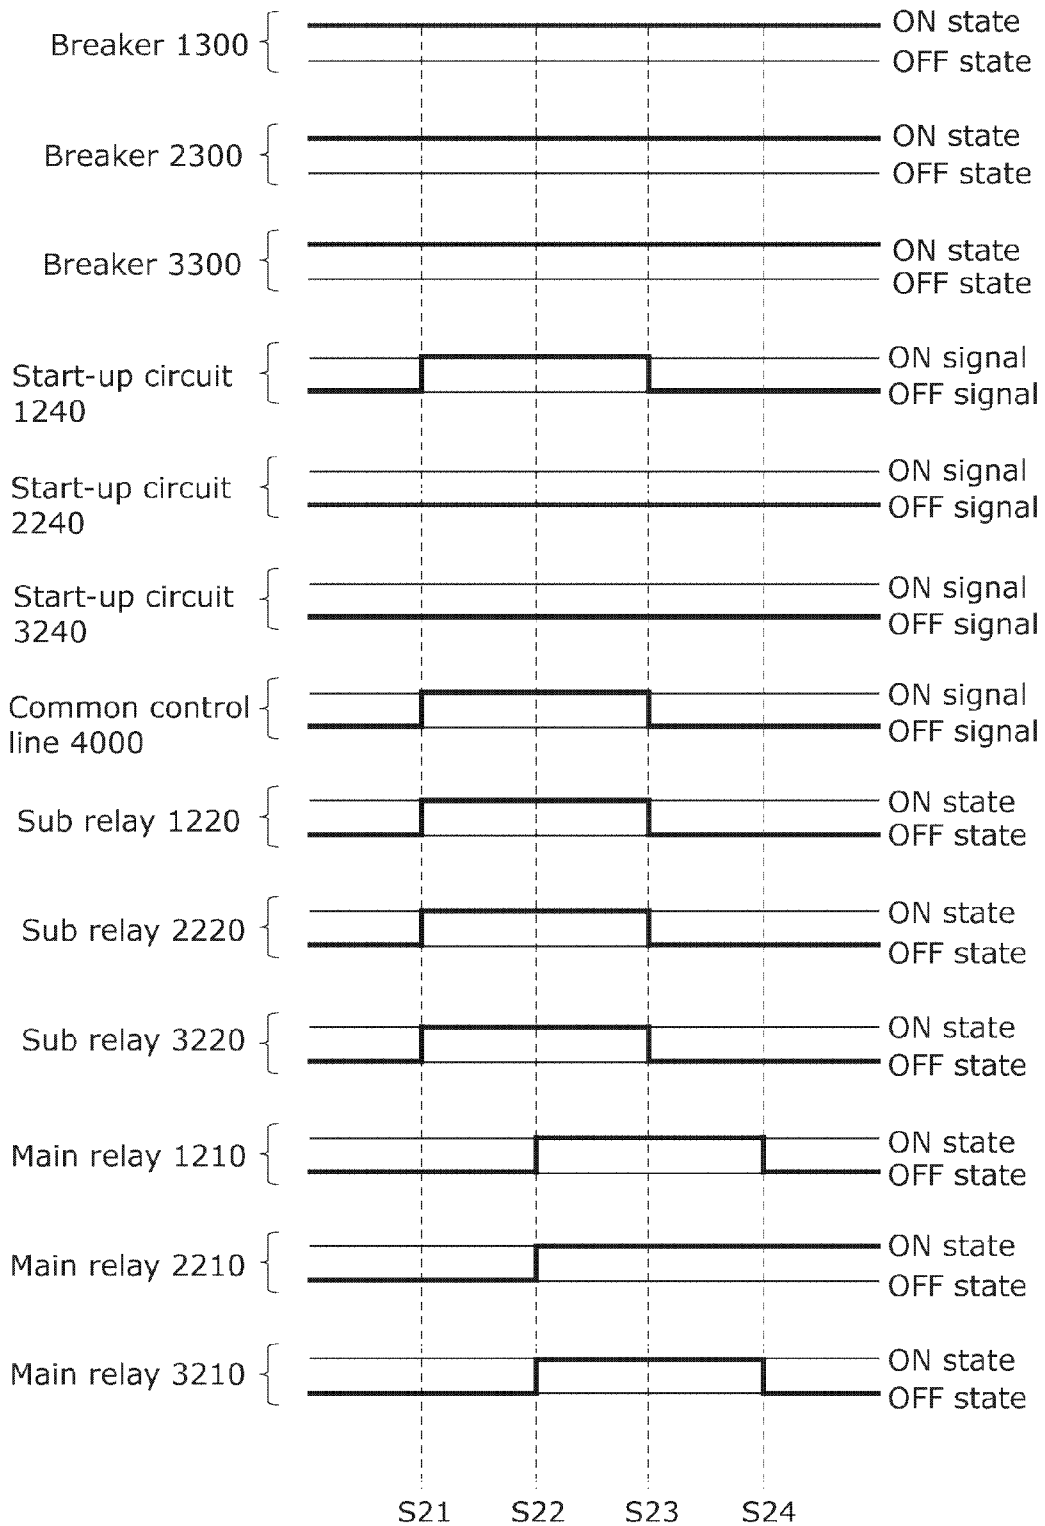 Breaker 1300
ON state
OFF state
Breaker 2300
ON state
OFF state
Breaker 3300
ON state
OFF state
Start-up circuit
1240
ON signal
OFF signal
Start-up circuit
2240
ON signal
OFF signal
Start-up circuit
3240
ON signal
OFF signal
Common control
line 4000
ON signal
OFF signal
Sub relay 1220
ON state
OFF state
Sub relay 2220
ON state
OFF state
Sub relay 3220
ON state
OFF state
Main relay 1210
ON state
OFF state
Main relay 2210
ON state
OFF state
Main relay 3210
ON state
OFF state
S21 S22 S23 S24